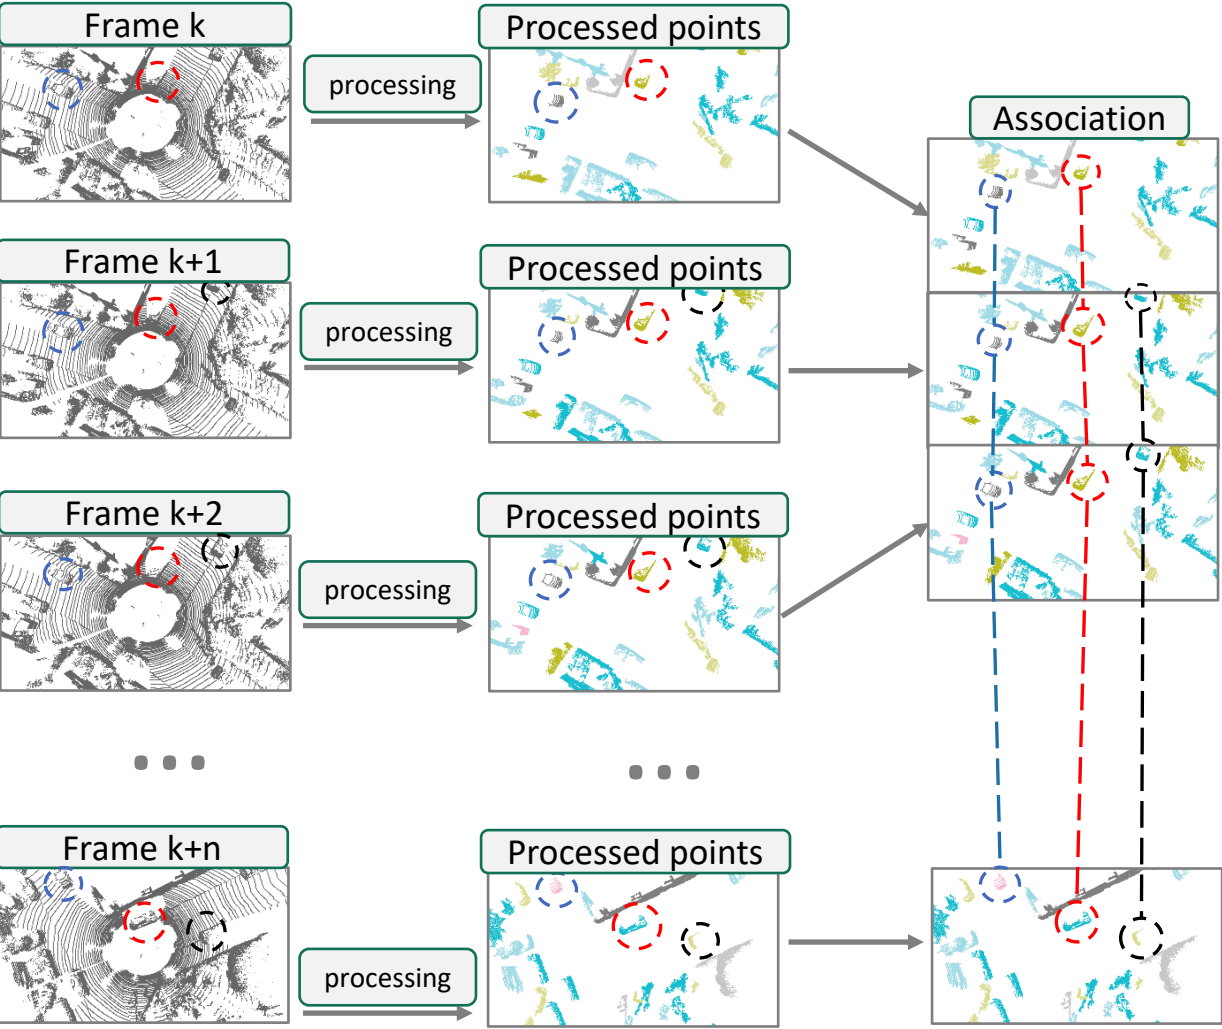 Frame k
processing
Processed points
Association
Frame k+1
processing
Processed points
Frame k+2
processing
Processed points
Frame k+n
processing
Processed points